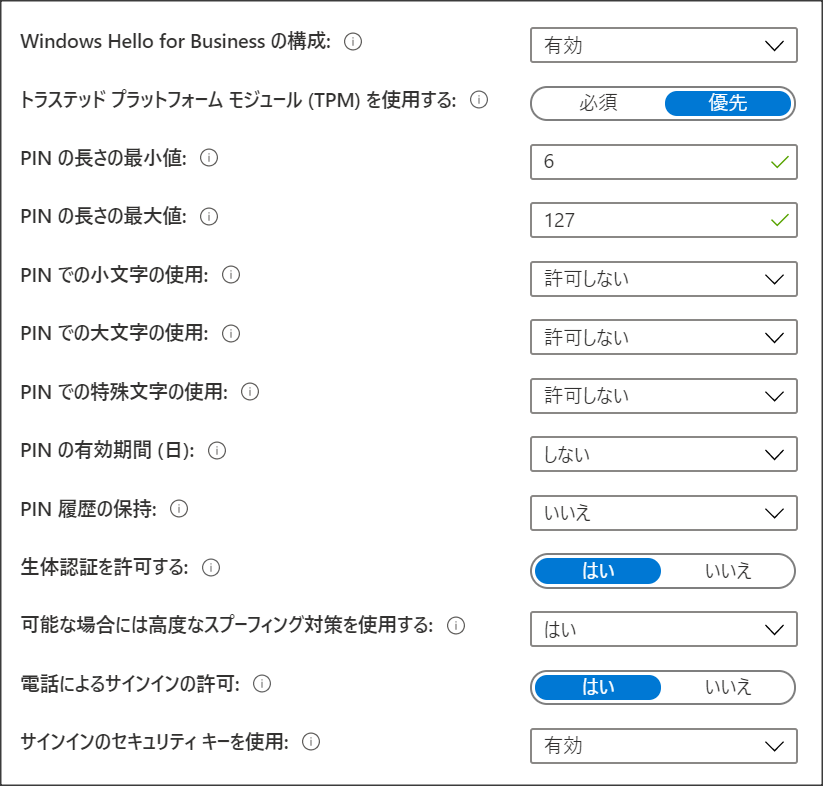 Windows Hello for Business の構成: 有効
トラステッド プラットフォーム モジュール (TPM) を使用する: 必須 優先
PIN の長さの最小値: 6
PIN の長さの最大値: 127
PIN での小文字の使用: 許可しない
PIN での大文字の使用: 許可しない
PIN での特殊文字の使用: 許可しない
PIN の有効期間 (日): しない
PIN 履歴の保持: いいえ
生体認証を許可する: はい いいえ
可能な場合には高度なスプーフィング対策を使用する: はい
電話によるサインインの許可: はい いいえ
サインインのセキュリティ キーを使用: 有効